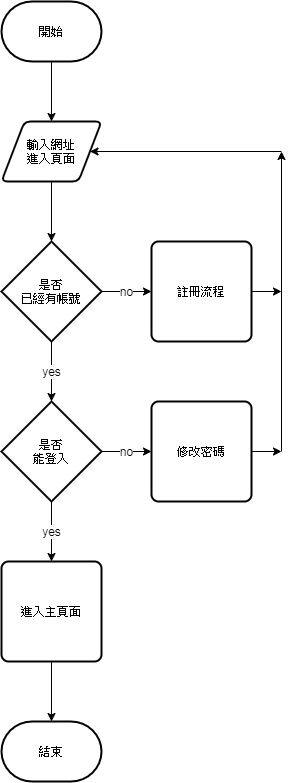 開始
輸入網址
進入頁面
是否
已經有帳號
no
註冊流程
yes
是否
能登入
no
修改密碼
yes
進入主頁面
結束